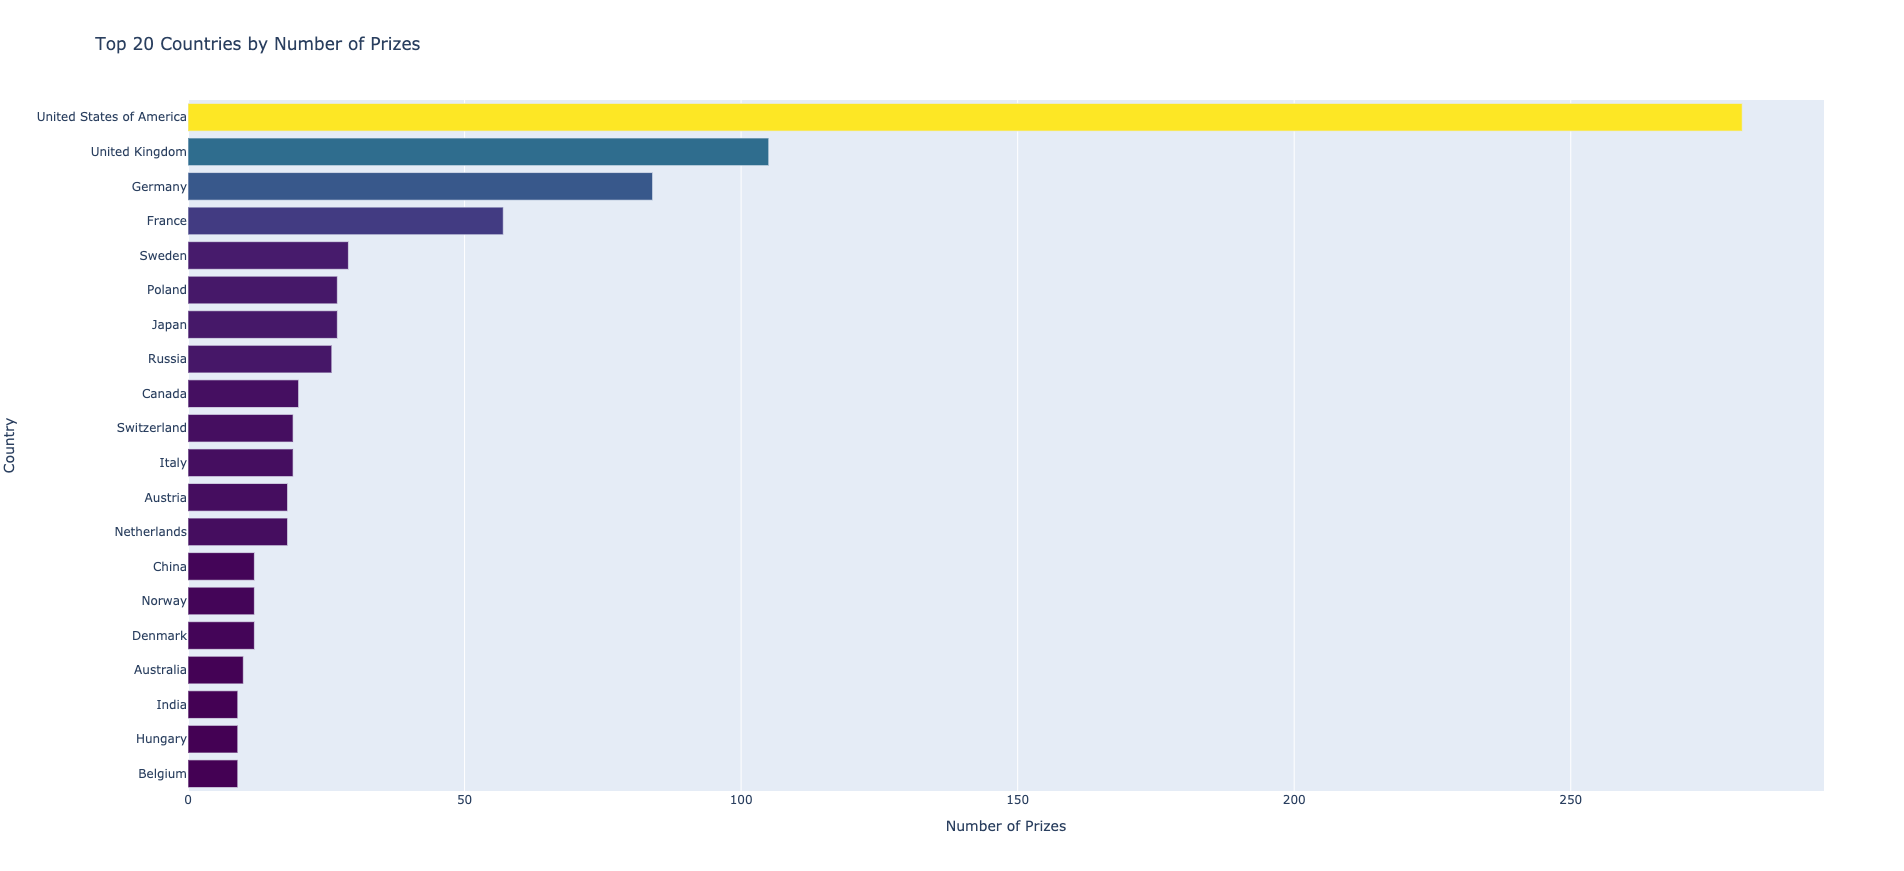 Top 20 Countries by Number of Prizes
United States of America
United Kingdom
Germany
France
Sweden
Poland
Japan
Russia
Canada
Switzerland
Italy
Austria
Netherlands
China
Norway
Denmark
Australia
India
Hungary
Belgium
Country
0 50 100 150 200 250
Number of Prizes